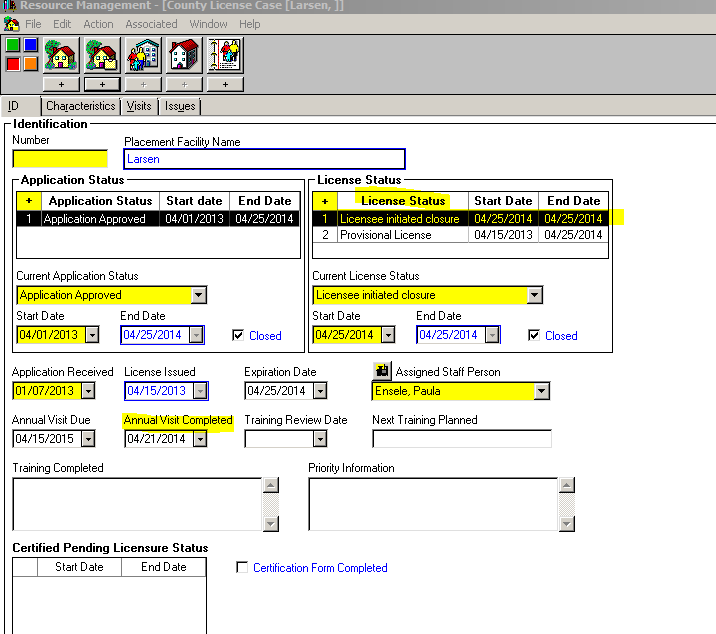 Resource Management - [County License Case [Larsen, ]]
File Edit Action Associated Window Help
+ + + + +
ID Characteristics Visits Issues
Identification
Number Placement Facility Name
Larsen
Application Status License Status
+ Application Status Start date End Date + License Status Start Date End Date
1 Application Approved 04/01/2013 04/25/2014 1 Licensee initiated closure 04/25/2014 04/25/2014
2 Provisional License 04/15/2013 04/25/2014
Current Application Status Current License Status
Application Approved Licensee initiated closure
Start Date End Date Start Date End Date
04/01/2013 04/25/2014 Closed 04/25/2014 04/25/2014 Closed
Application Received License Issued Expiration Date Assigned Staff Person
01/07/2013 04/15/2013 04/25/2014 Ensele, Paula
Annual Visit Due Annual Visit Completed Training Review Date Next Training Planned
04/15/2015 04/21/2014
Training Completed Priority Information
Certified Pending Licensure Status
Start Date End Date Certification Form Completed